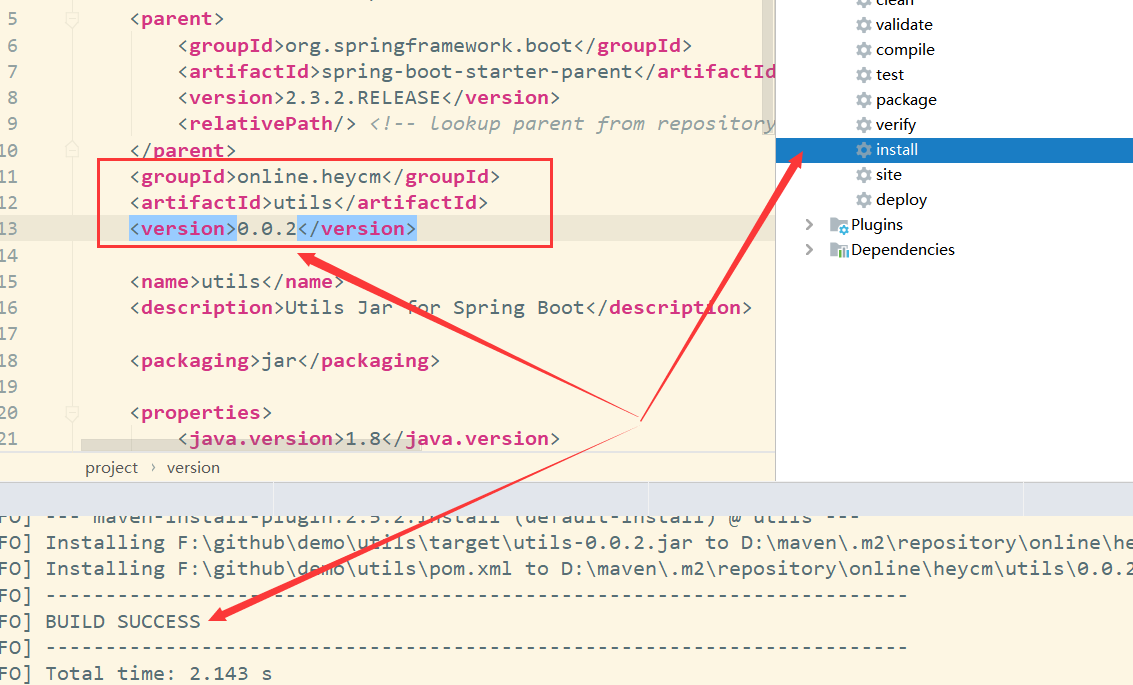 5 <parent>
6 <groupId>org.springframework.boot</groupId>
7 <artifactId>spring-boot-starter-parent</artifactId
8 <version>2.3.2.RELEASE</version>
9 <relativePath/> <!-- lookup parent from repository
10 </parent>
11 <groupId>online.heycm</groupId>
12 <artifactId>utils</artifactId>
13 <version>0.0.2</version>
14
15 <name>utils</name>
16 <description>Utils Jar for Spring Boot</description>
17
18 <packaging>jar</packaging>
19
20 <properties>
21 <java.version>1.8</java.version>
project › version
clean
validate
compile
test
package
verify
install
site
deploy
Plugins
Dependencies
FO] --- maven-install-plugin:2.5.2:install (default-install) @ utils ---
FO] Installing F:\github\demo\utils\target\utils-0.0.2.jar to D:\maven\.m2\repository\online\he
FO] Installing F:\github\demo\utils\pom.xml to D:\maven\.m2\repository\online\heycm\utils\0.0.2
FO] ------------------------------------------------------------------------
FO] BUILD SUCCESS
FO] ------------------------------------------------------------------------
FO] Total time: 2.143 s